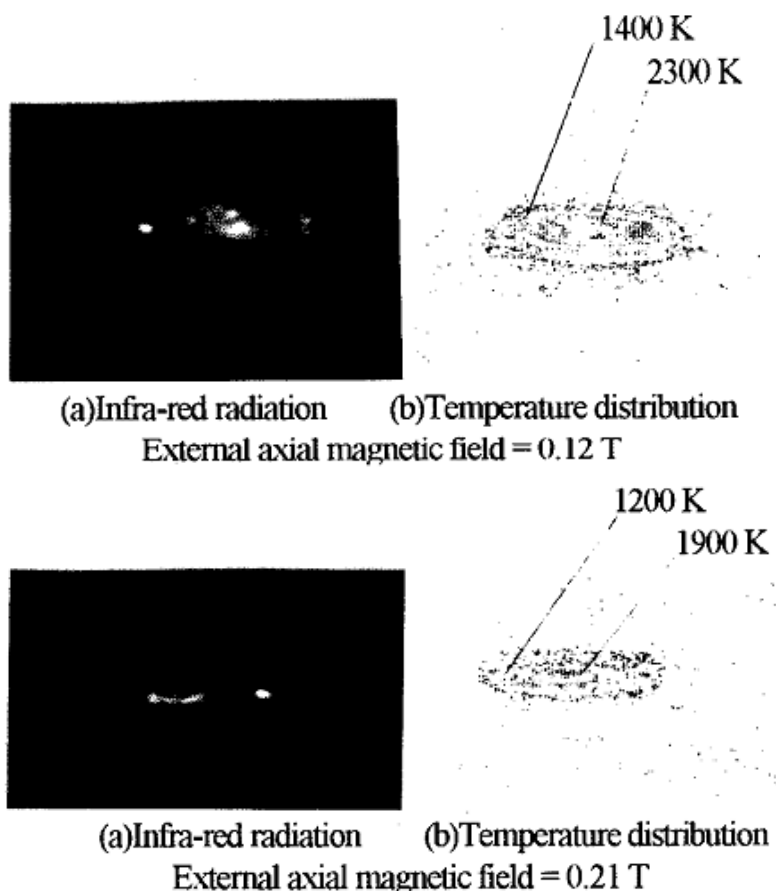 1400 K
2300 K
(a)Infra-red radiation (b)Temperature distribution
External axial magnetic field = 0.12 T
1200 K
1900 K
(a)Infra-red radiation (b)Temperature distribution
External axial magnetic field = 0.21 T